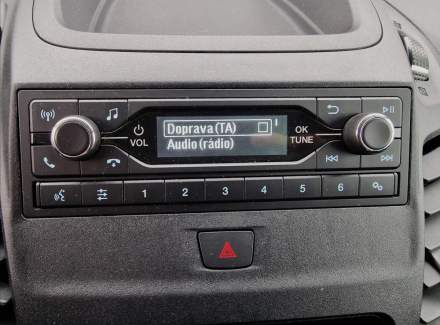 Doprava (TA)
Audio (rádio)
VOL
OK
TUNE
1 2 3 4 5 6